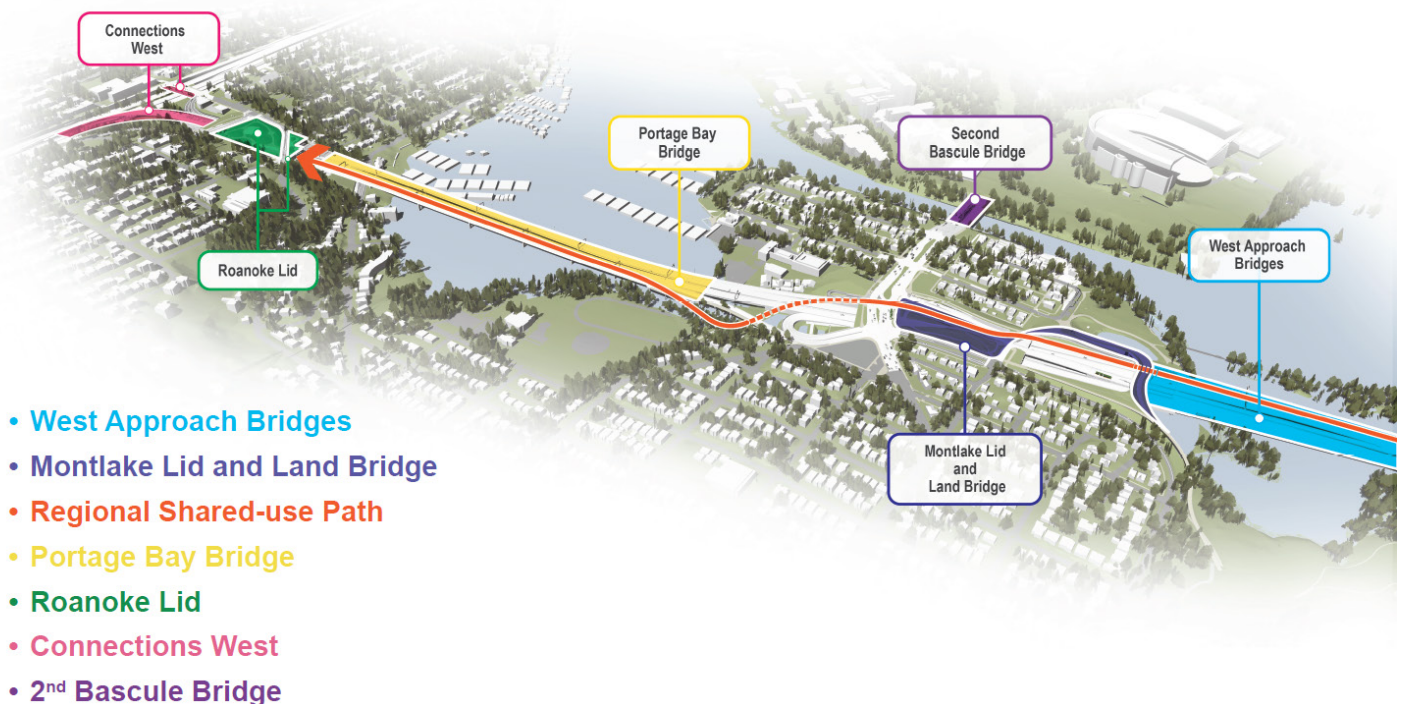 Connections
West
Portage Bay
Bridge
Second
Bascule Bridge
West Approach
Bridges
Roanoke Lid
Montlake Lid
and
Land Bridge
• West Approach Bridges
• Montlake Lid and Land Bridge
• Regional Shared-use Path
• Portage Bay Bridge
• Roanoke Lid
• Connections West
• 2nd Bascule Bridge